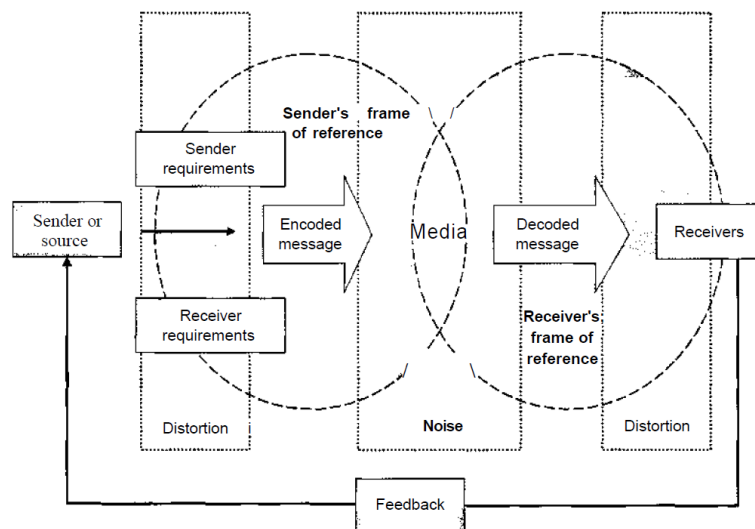 Sender's frame
of reference
Sender
requirements
Sender or
source
Encoded
message
Media
Decoded
message
Receivers
Receiver
requirements
Receiver's
frame of
reference
Distortion
Noise
Distortion
Feedback